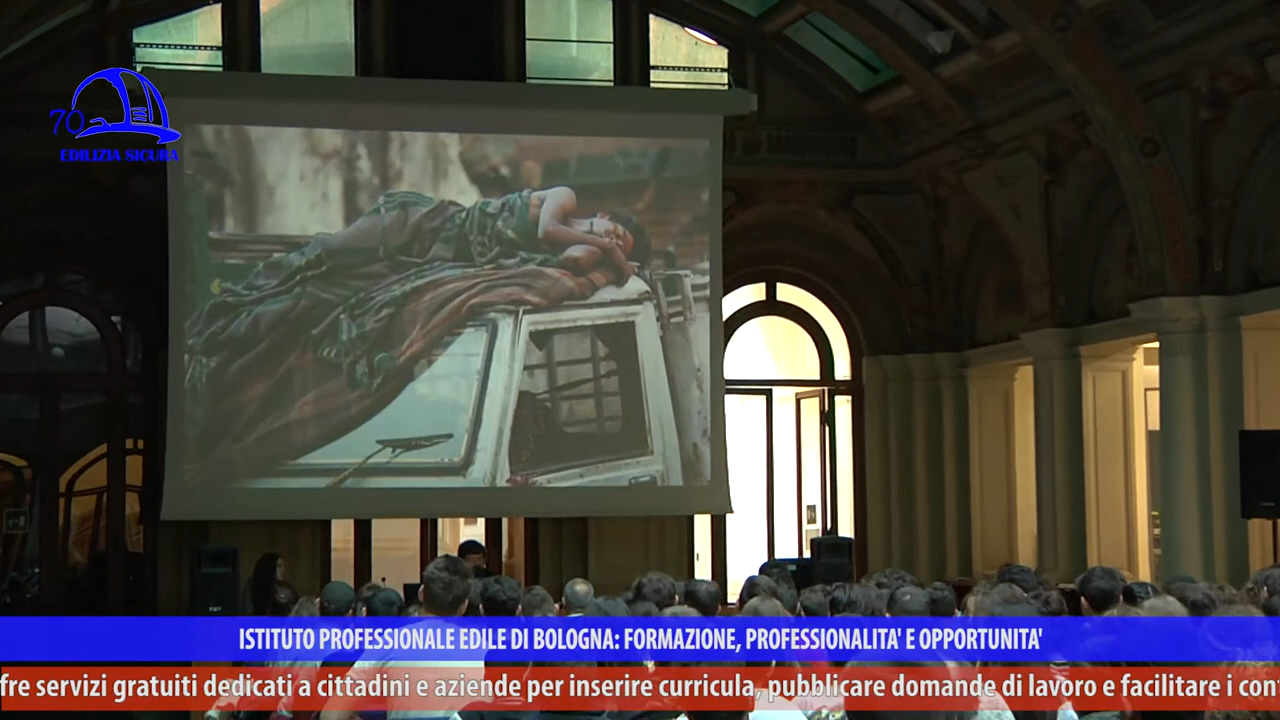 70
EDILIZIA SICURA
ISTITUTO PROFESSIONALE EDILE DI BOLOGNA: FORMAZIONE, PROFESSIONALITA' E OPPORTUNITA'
fre servizi gratuiti dedicati a cittadini e aziende per inserire curricula, pubblicare domande di lavoro e facilitare i con